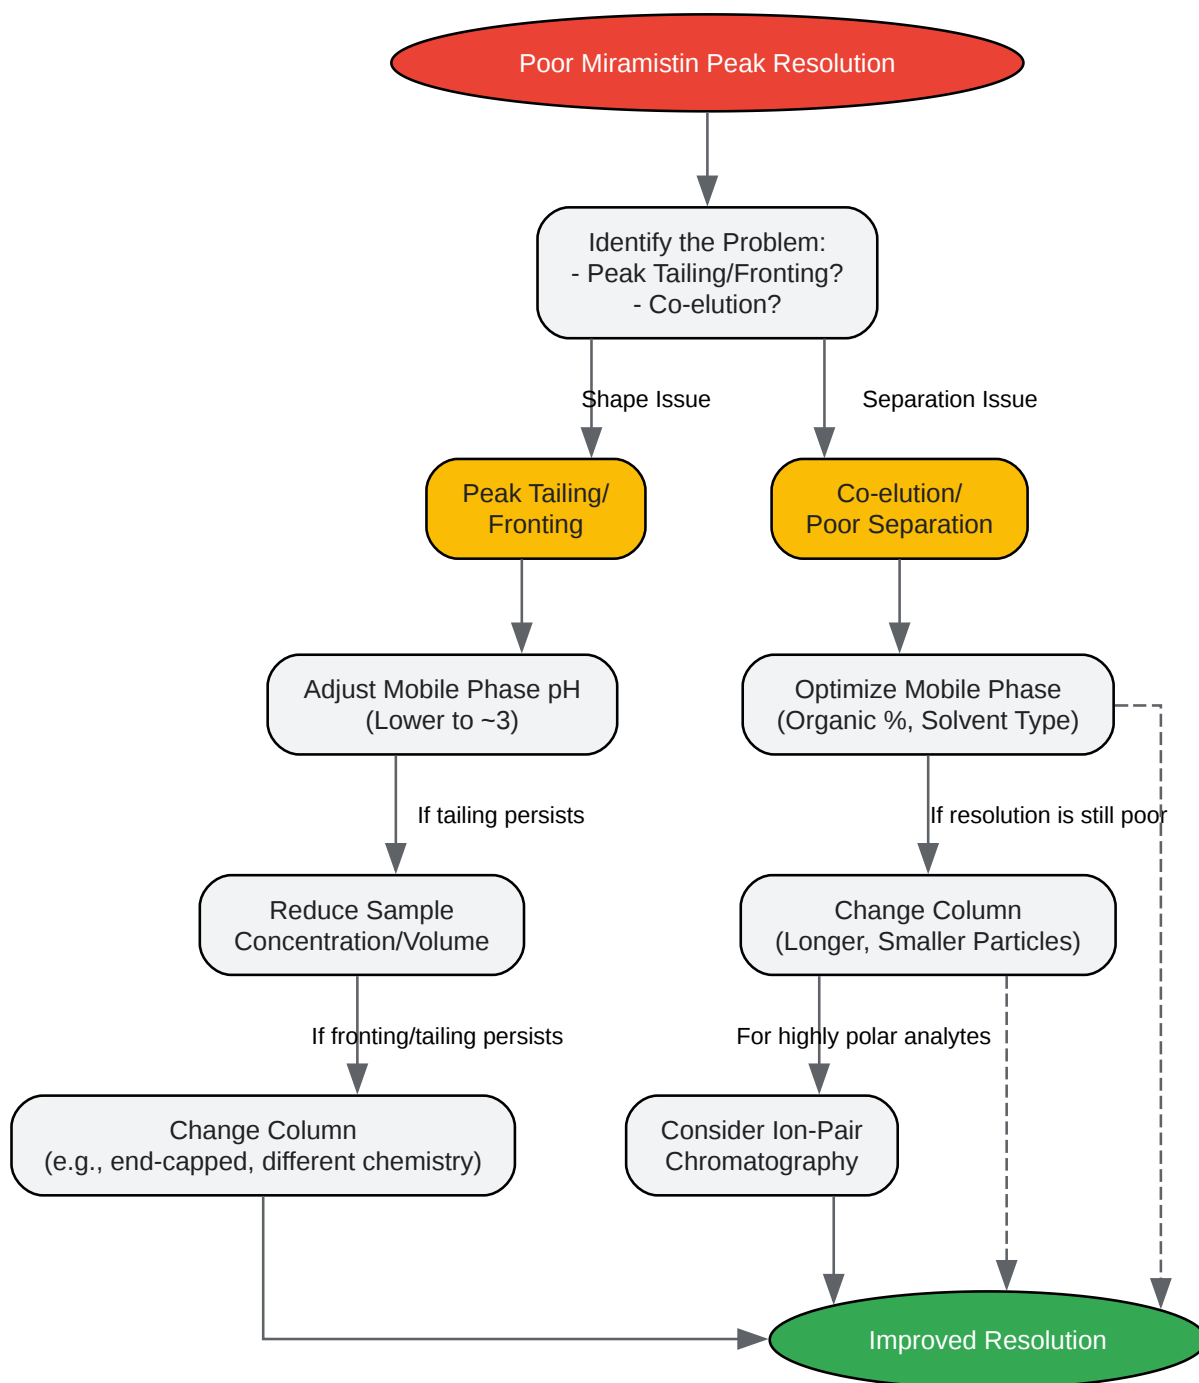 Poor Miramistin Peak Resolution
Identify the Problem:
- Peak Tailing/Fronting?
- Co-elution?
Shape Issue
Separation Issue
Peak Tailing/
Fronting
Co-elution/
Poor Separation
Adjust Mobile Phase pH
(Lower to ~3)
Optimize Mobile Phase
(Organic %, Solvent Type)
If tailing persists
If resolution is still poor
Reduce Sample
Concentration/Volume
Change Column
(Longer, Smaller Particles)
If fronting/tailing persists
For highly polar analytes
Change Column
(e.g., end-capped, different chemistry)
Consider Ion-Pair
Chromatography
Improved Resolution